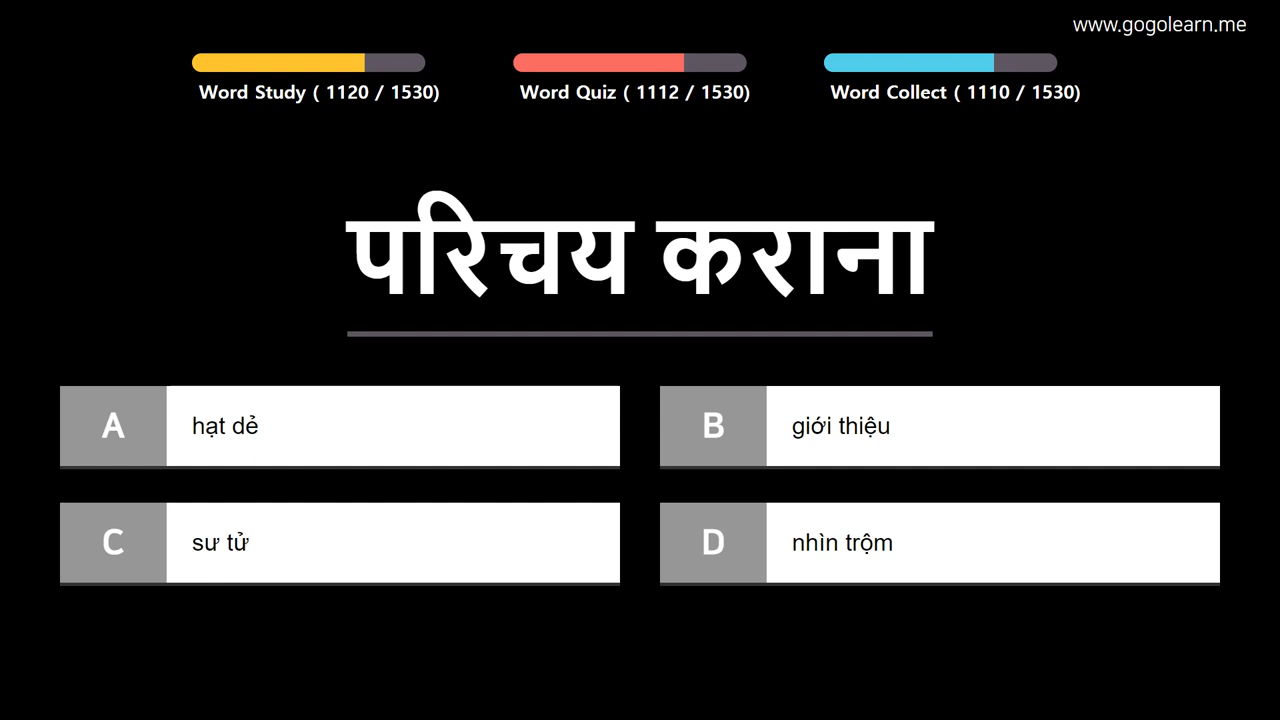 www.gogolearn.me
Word Study ( 1120 / 1530)
Word Quiz ( 1112 / 1530)
Word Collect ( 1110 / 1530)
परिचय कराना
A hạt dẻ
B giới thiệu
C sư tử
D nhìn trộm